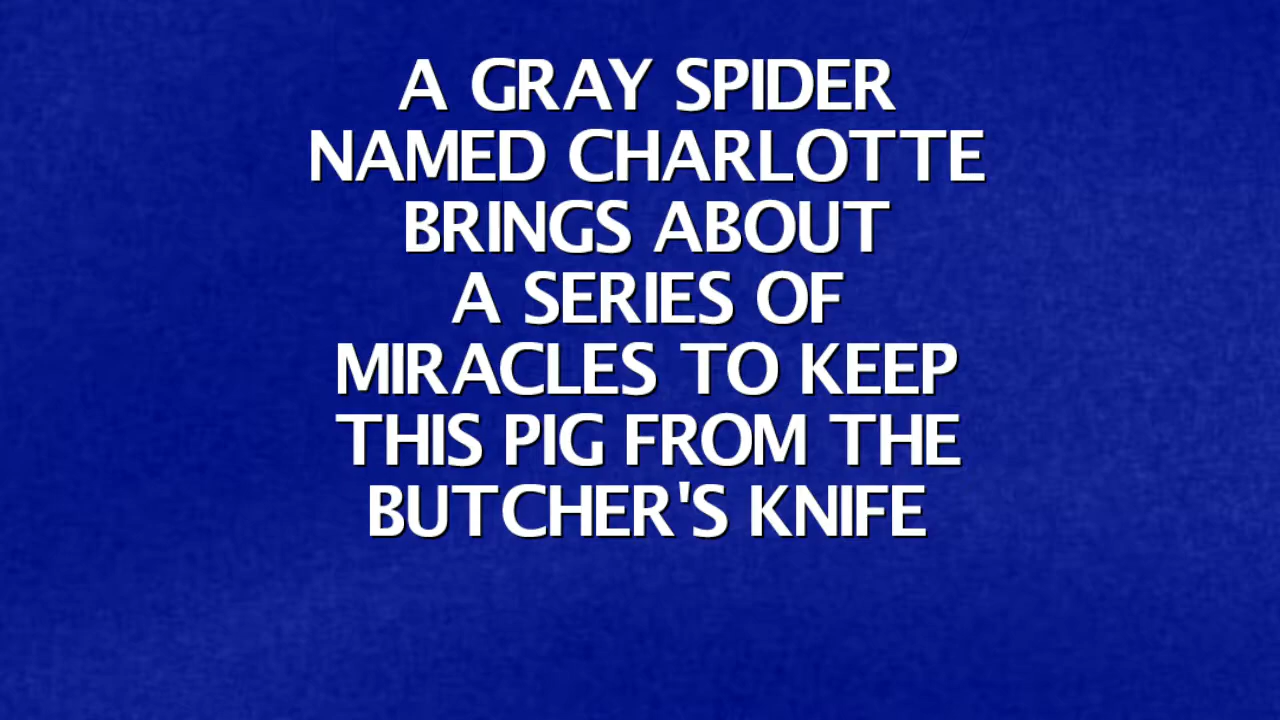 A GRAY SPIDER
NAMED CHARLOTTE
BRINGS ABOUT
A SERIES OF
MIRACLES TO KEEP
THIS PIG FROM THE
BUTCHER'S KNIFE